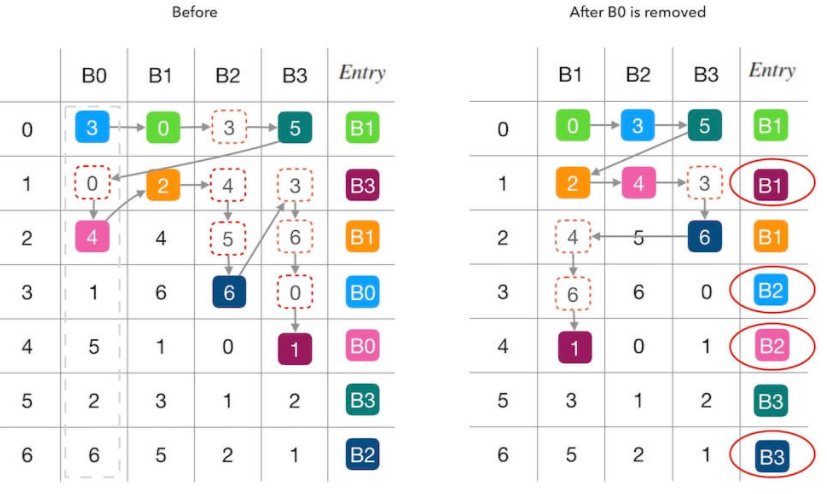 Before
B0 B1 B2 B3 Entry
0 3 0 3 5 B1
1 0 2 4 3 B3
2 4 4 5 6 B1
3 1 6 6 0 B0
4 5 1 0 1 B0
5 2 3 1 2 B3
6 6 5 2 1 B2
After B0 is removed
B1 B2 B3 Entry
0 0 3 5 B1
1 2 4 3 B1
2 4 5 6 B1
3 6 6 0 B2
4 1 0 1 B2
5 3 1 2 B3
6 5 2 1 B3